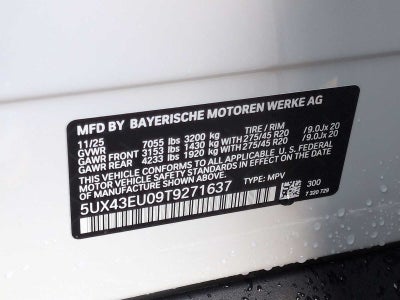 MFD BY BAYERISCHE MOTOREN WERKE AG
11/25 TIRE / RIM
GVWR 7055 lbs 3200 kg
GAWR FRONT 3153 lbs 1430 kg WITH 275/45 R20 /9.0Jx 20
GAWR REAR 4233 lbs 1920 kg WITH 275/45 R20 /9.0Jx 20
THIS VEHICLE CONFORMS TO ALL APPLICABLE U.S. FEDERAL
MOTOR VEHICLE SAFETY STANDARDS IN EFFECT ON THE
DATE OF MANUFACTURE SHOWN ABOVE.
5UX43EU09T9271637 TYPE: MPV 300
7 320 729